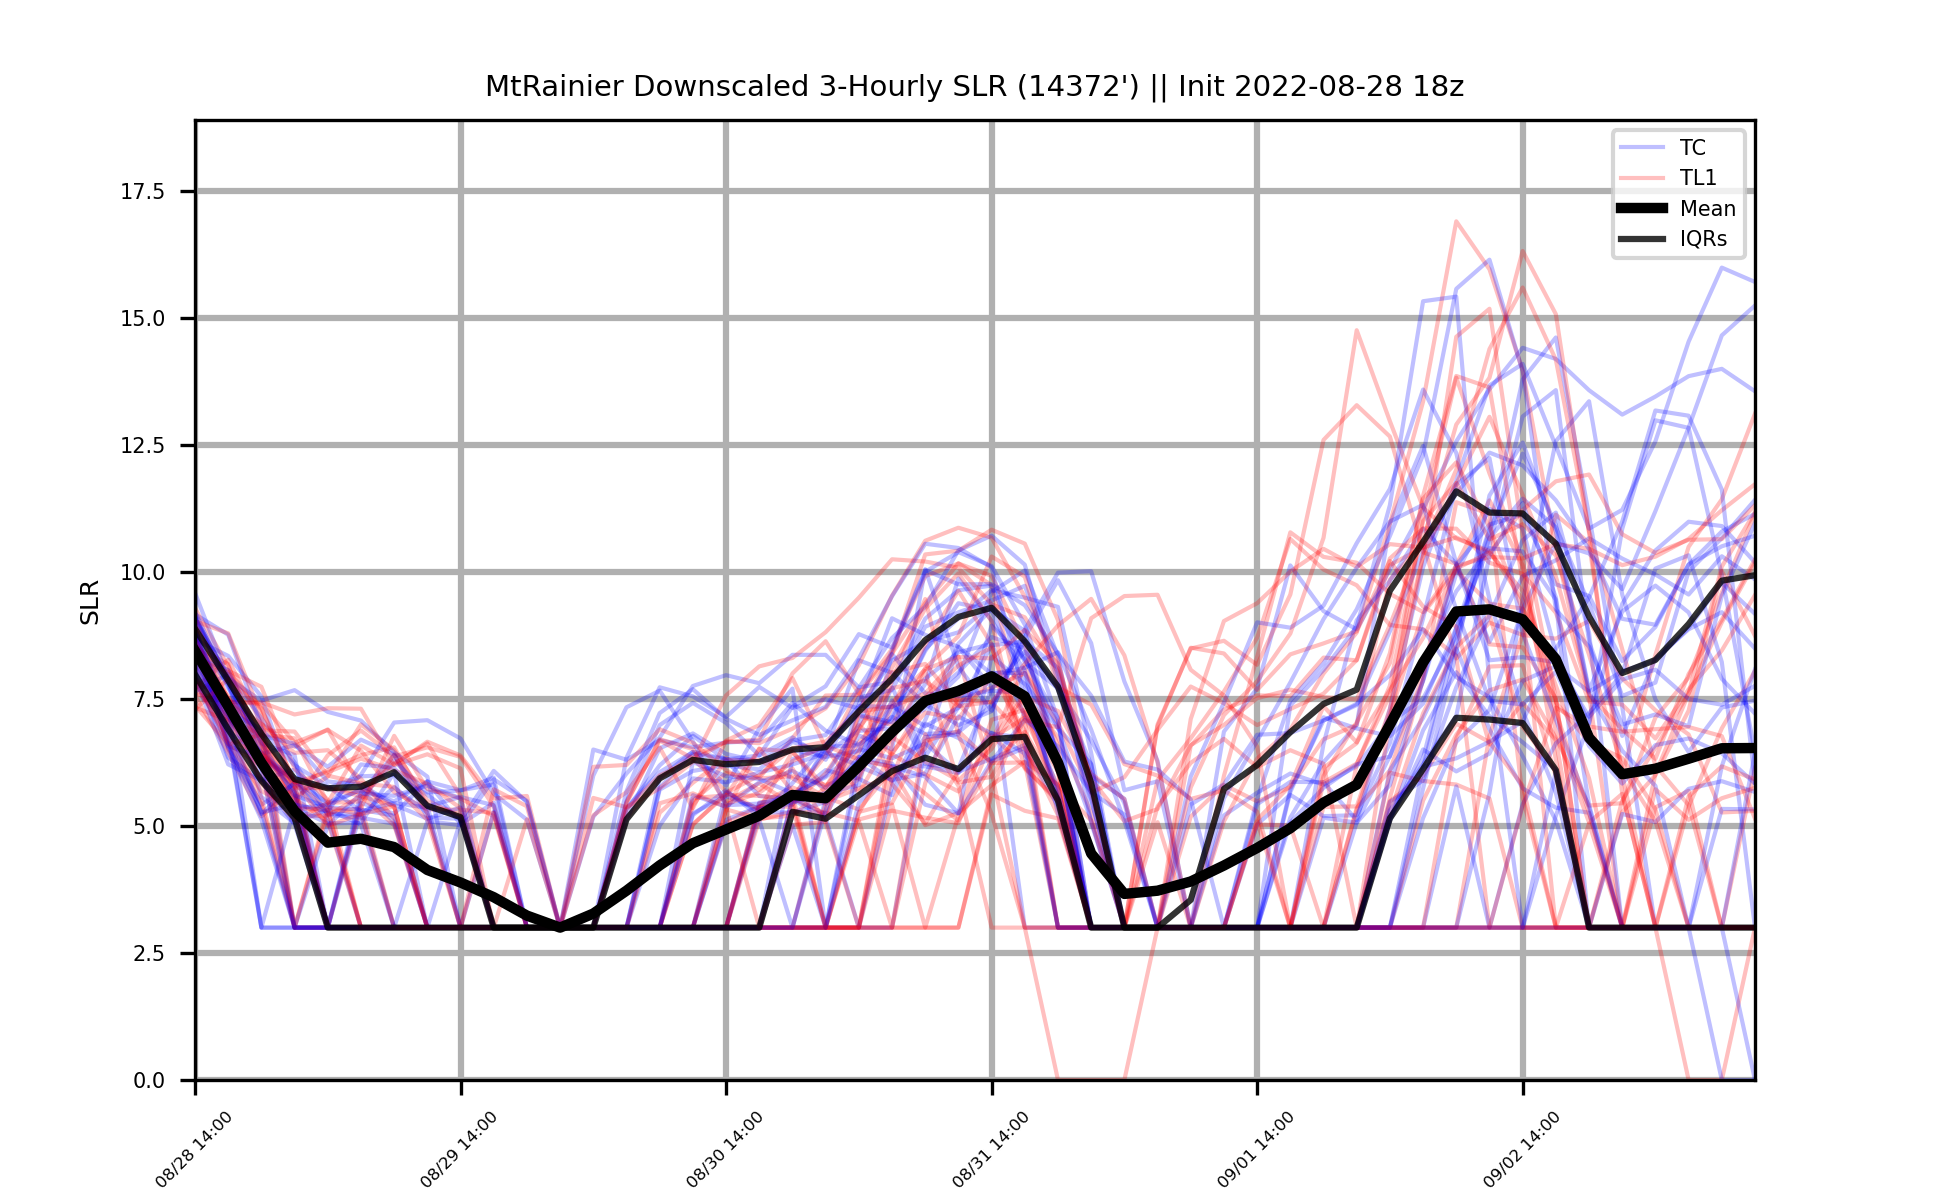 MtRainier Downscaled 3-Hourly SLR (14372') || Init 2022-08-28 18z
TC
TL1
Mean
IQRs
SLR
17.5
15.0
12.5
10.0
7.5
5.0
2.5
0.0
08/28 14:00
08/29 14:00
08/30 14:00
08/31 14:00
09/01 14:00
09/02 14:00